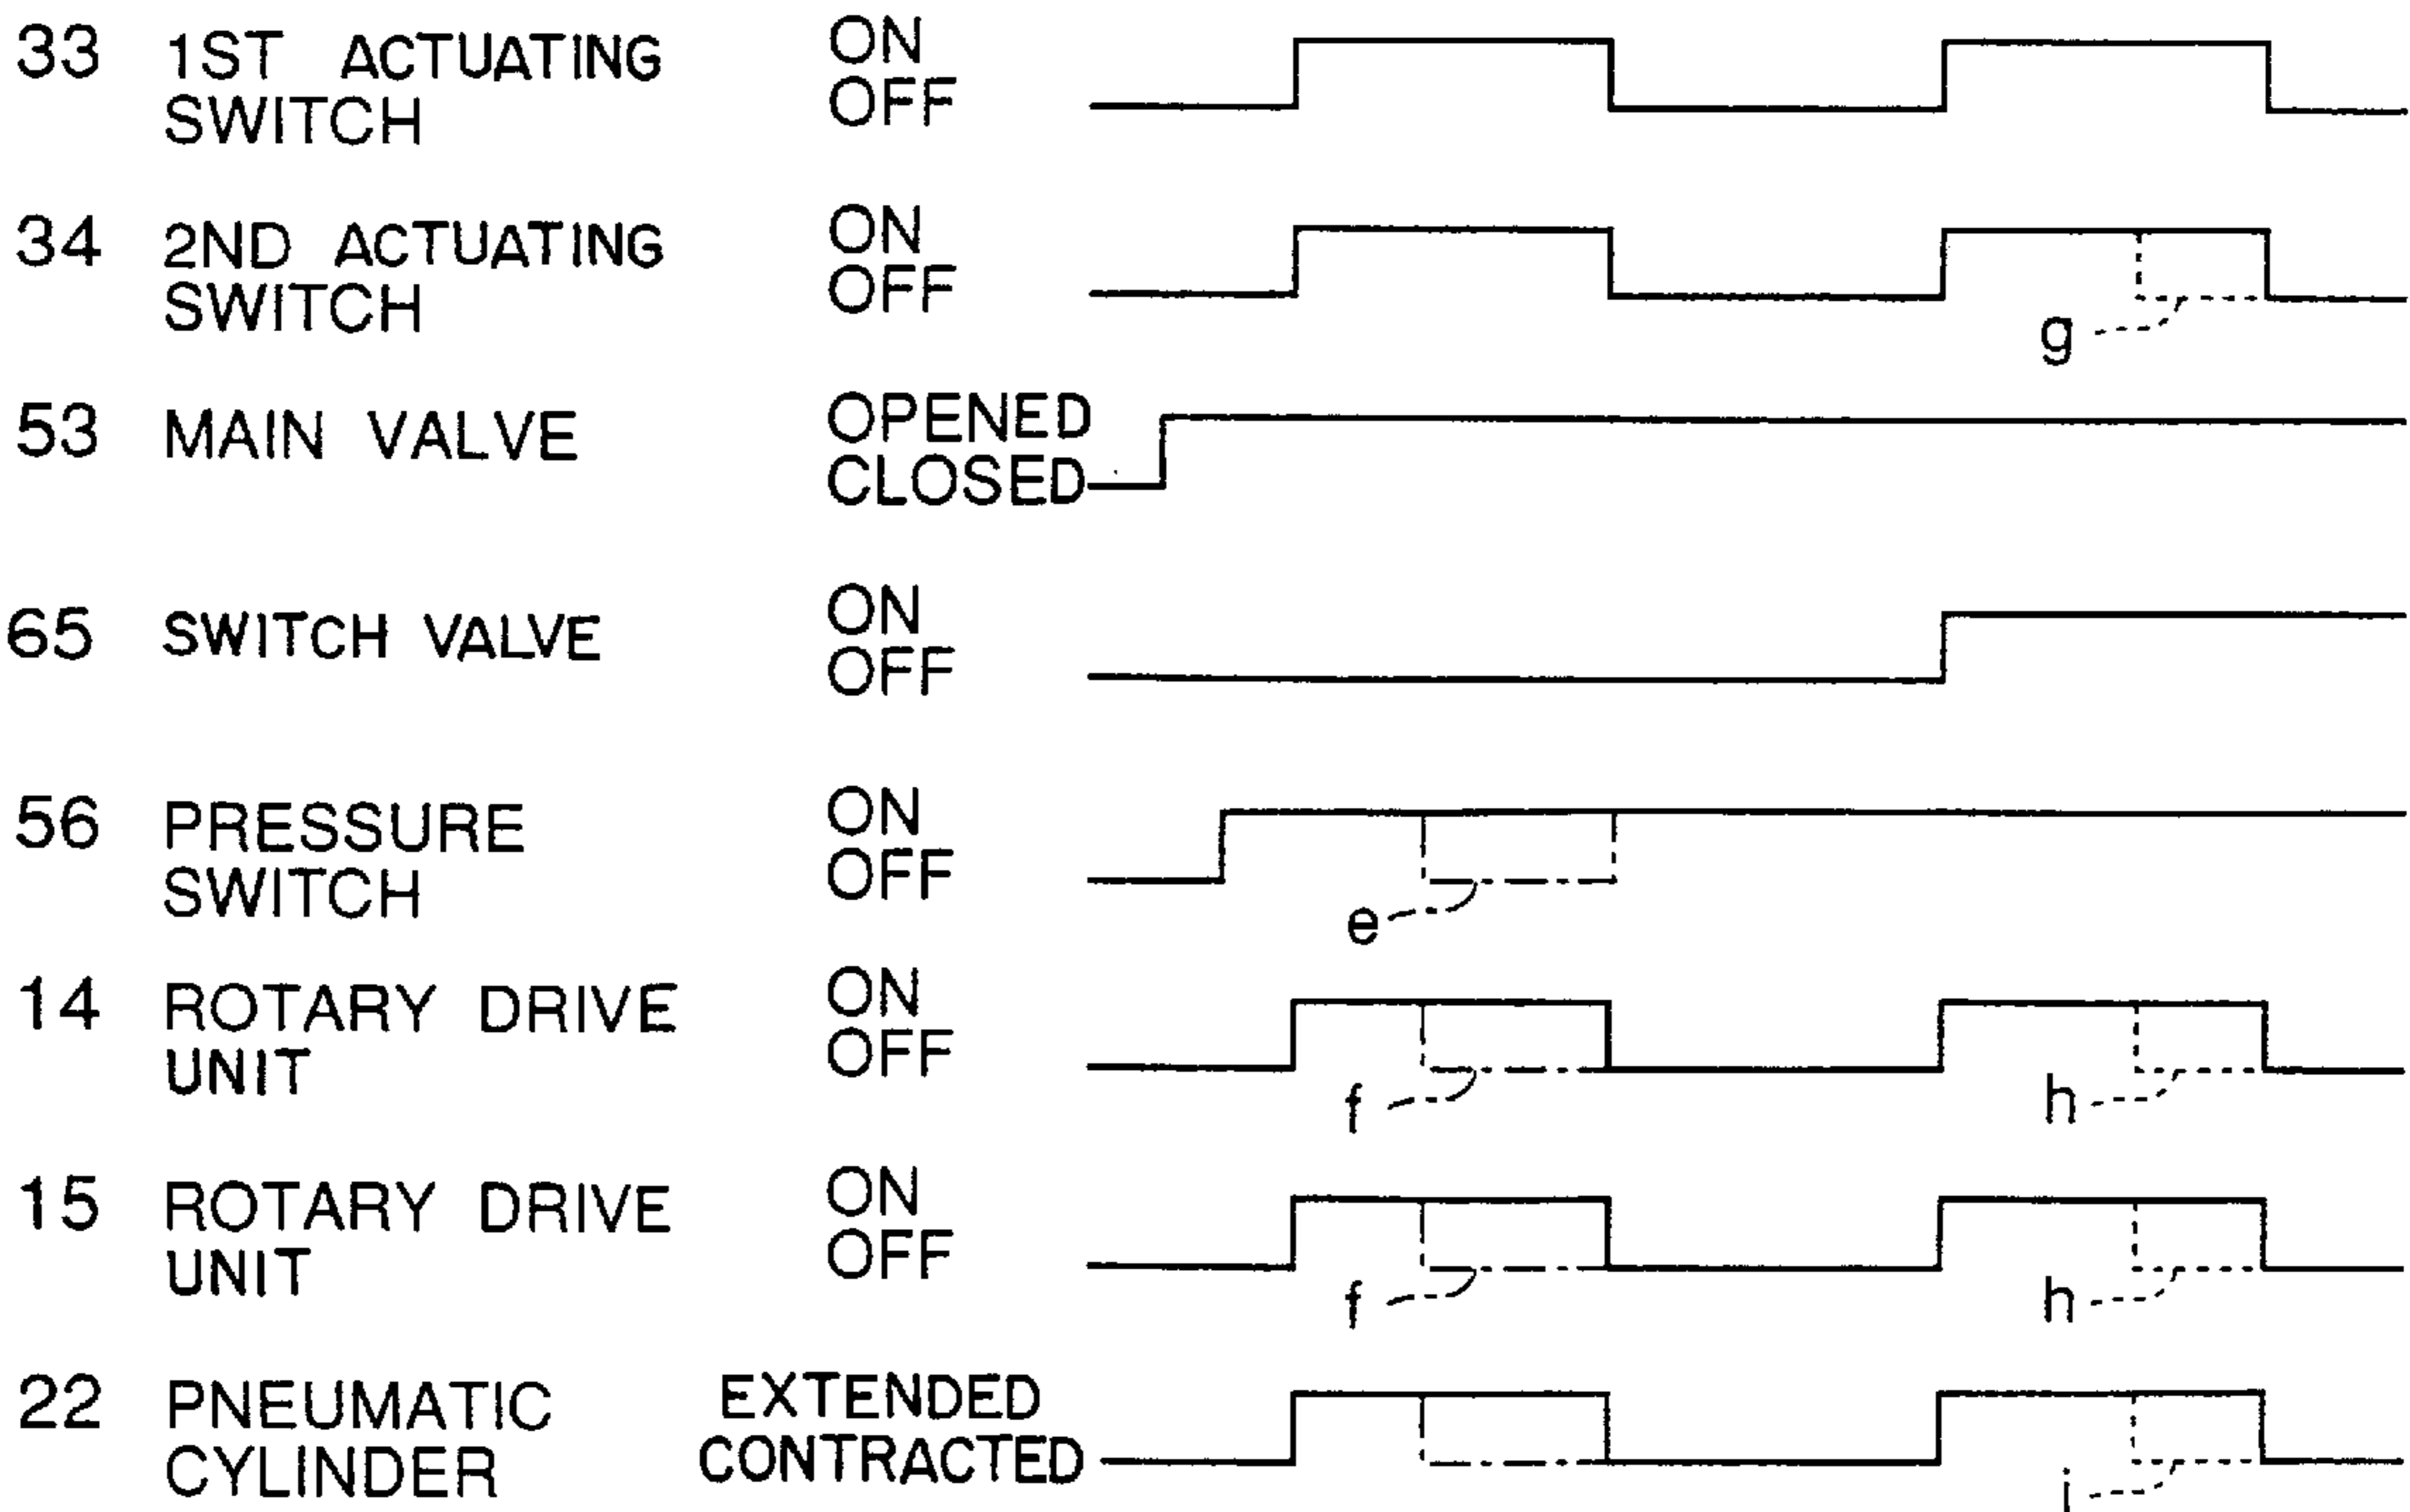 33 1ST ACTUATING ON
SWITCH OFF
34 2ND ACTUATING ON
SWITCH OFF
g
53 MAIN VALVE OPENED
CLOSED
65 SWITCH VALVE ON
OFF
56 PRESSURE ON
SWITCH OFF
e
14 ROTARY DRIVE ON
UNIT OFF
f h
15 ROTARY DRIVE ON
UNIT OFF
f h
22 PNEUMATIC EXTENDED
CYLINDER CONTRACTED
i